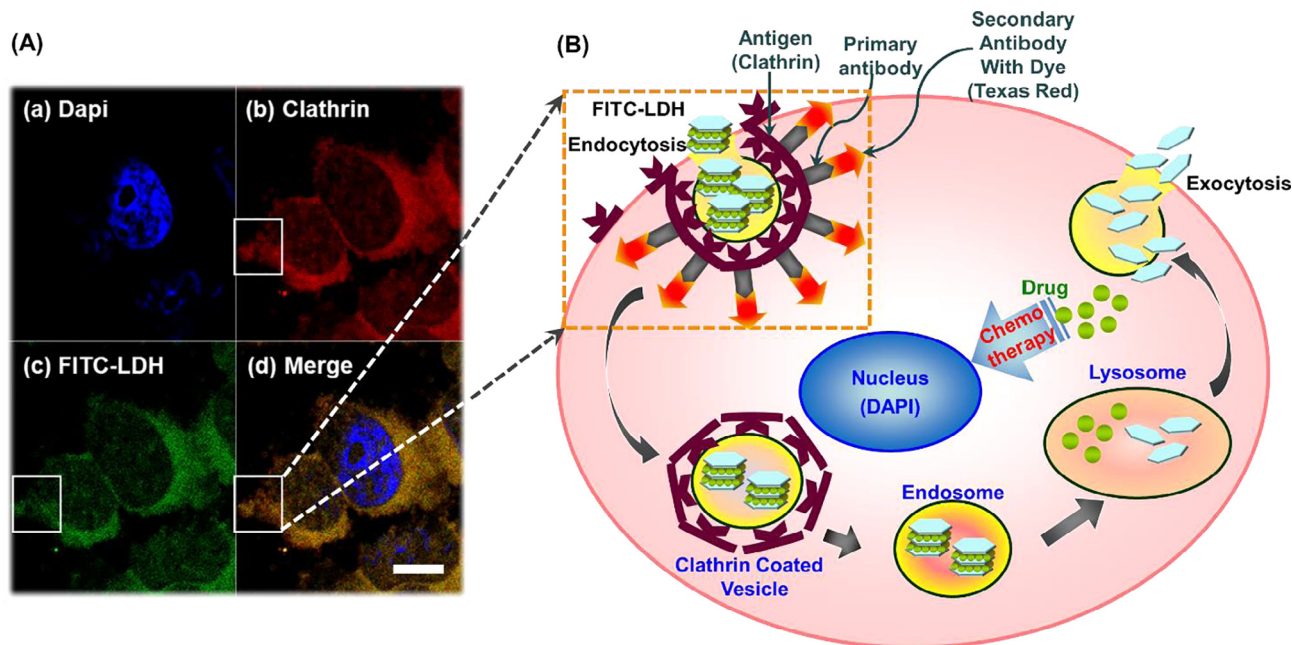 (A)
(a) Dapi
(b) Clathrin
(c) FITC-LDH
(d) Merge
(B)
Antigen
(Clathrin)
Primary
antibody
Secondary
Antibody
With Dye
(Texas Red)
FITC-LDH
Endocytosis
Exocytosis
Drug
Chemo
therapy
Nucleus
(DAPI)
Lysosome
Endosome
Clathrin Coated
Vesicle